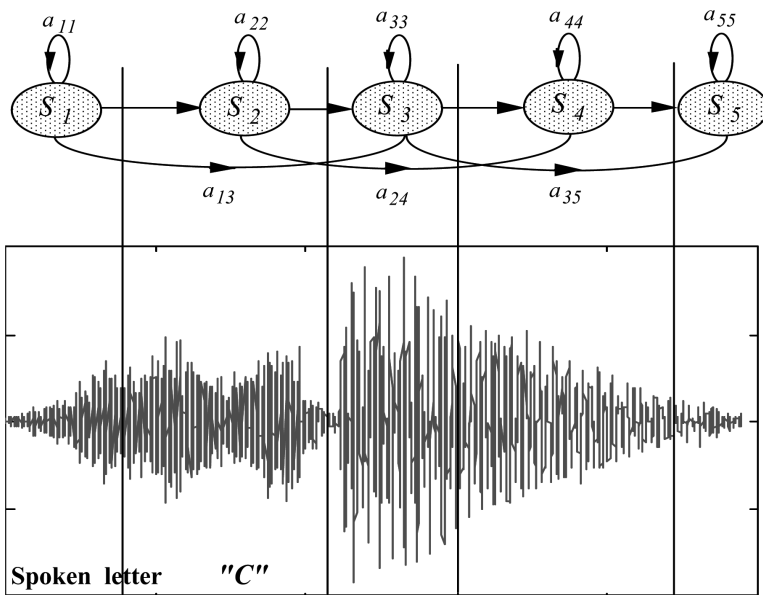 a11 a22 a33 a44 a55
S1 S2 S3 S4 S5
a13 a24 a35
Spoken letter "C"